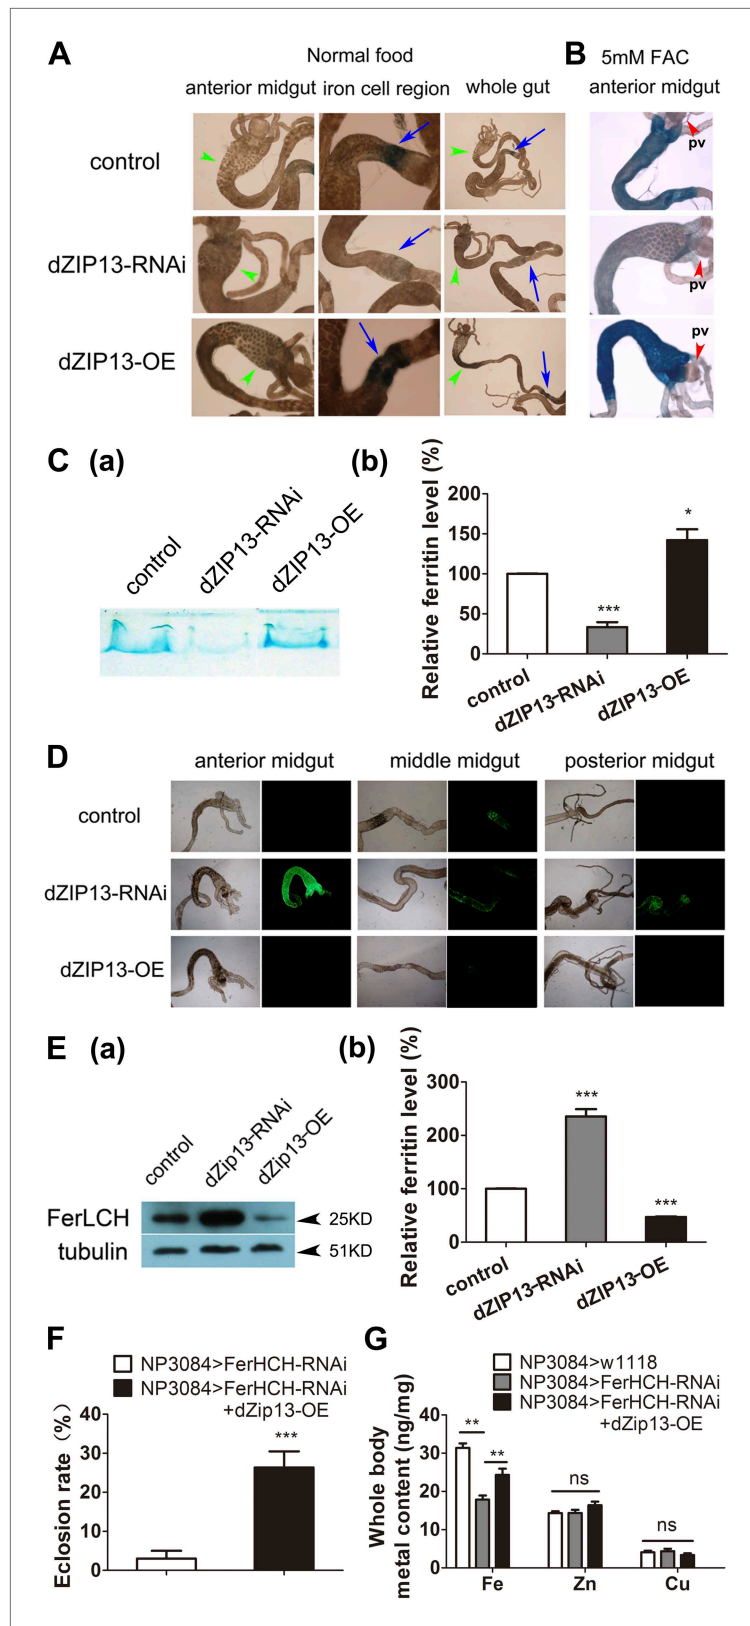 A
B
Normal food
5mM FAC
anterior midgut
iron cell region
whole gut
anterior midgut
control
pv
dZIP13-RNAi
pv
dZIP13-OE
pv
C (a)
(b)
control
dZIP13-RNAi
dZIP13-OE
Relative ferritin level (%)
200
150
100
50
0
*
***
control
dZIP13-RNAi
dZIP13-OE
D
anterior midgut
middle midgut
posterior midgut
control
dZIP13-RNAi
dZIP13-OE
E (a)
(b)
control
dZip13-RNAi
dZip13-OE
FerLCH
25KD
tubulin
51KD
Relative ferritin level (%)
300
200
100
0
***
***
control
dZIP13-RNAi
dZIP13-OE
F
NP3084>FerHCH-RNAi
NP3084>FerHCH-RNAi
+dZip13-OE
Eclosion rate (%)
40
30
20
10
0
***
G
NP3084>w1118
NP3084>FerHCH-RNAi
NP3084>FerHCH-RNAi
+dZip13-OE
Whole body
metal content (ng/mg)
40
30
20
10
0
**
**
ns
ns
Fe
Zn
Cu